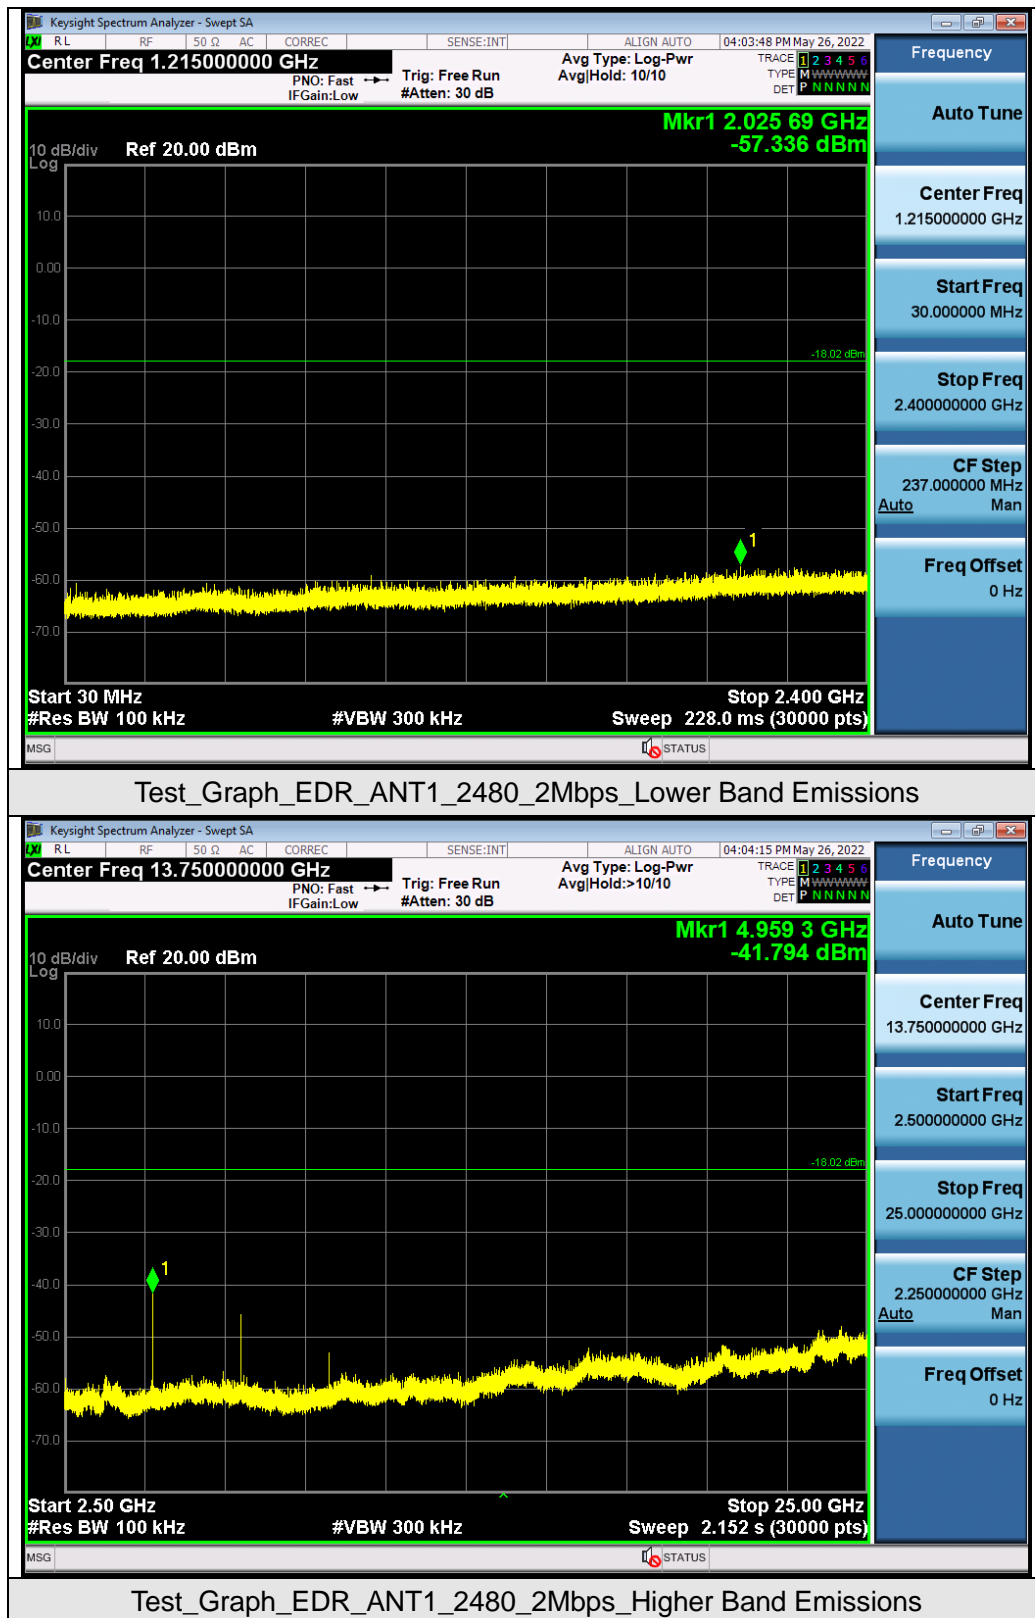 Keysight Spectrum Analyzer - Swept SA
LXI RL RF 50 Ω AC CORREC SENSE:INT ALIGN AUTO 04:03:48 PM May 26, 2022
Center Freq 1.215000000 GHz
PNO: Fast
IFGain:Low
Trig: Free Run
#Atten: 30 dB
Avg Type: Log-Pwr
Avg|Hold: 10/10
TRACE 1 2 3 4 5 6
TYPE M WWWWW
DET P N N N N N
Mkr1 2.025 69 GHz
-57.336 dBm
10 dB/div Ref 20.00 dBm
Log
10.0
0.00
-10.0
-18.02 dBm
-20.0
-30.0
-40.0
-50.0
1
-60.0
-70.0
Start 30 MHz Stop 2.400 GHz
#Res BW 100 kHz #VBW 300 kHz Sweep 228.0 ms (30000 pts)
MSG STATUS
Frequency
Auto Tune
Center Freq
1.215000000 GHz
Start Freq
30.000000 MHz
Stop Freq
2.400000000 GHz
CF Step
237.000000 MHz
Auto Man
Freq Offset
0 Hz
Test_Graph_EDR_ANT1_2480_2Mbps_Lower Band Emissions
Keysight Spectrum Analyzer - Swept SA
LXI RL RF 50 Ω AC CORREC SENSE:INT ALIGN AUTO 04:04:15 PM May 26, 2022
Center Freq 13.750000000 GHz
PNO: Fast
IFGain:Low
Trig: Free Run
#Atten: 30 dB
Avg Type: Log-Pwr
Avg|Hold:>10/10
TRACE 1 2 3 4 5 6
TYPE M WWWWW
DET P N N N N N
Mkr1 4.959 3 GHz
-41.794 dBm
10 dB/div Ref 20.00 dBm
Log
10.0
0.00
-10.0
-18.02 dBm
-20.0
-30.0
1
-40.0
-50.0
-60.0
-70.0
Start 2.50 GHz Stop 25.00 GHz
#Res BW 100 kHz #VBW 300 kHz Sweep 2.152 s (30000 pts)
MSG STATUS
Frequency
Auto Tune
Center Freq
13.750000000 GHz
Start Freq
2.500000000 GHz
Stop Freq
25.000000000 GHz
CF Step
2.250000000 GHz
Auto Man
Freq Offset
0 Hz
Test_Graph_EDR_ANT1_2480_2Mbps_Higher Band Emissions